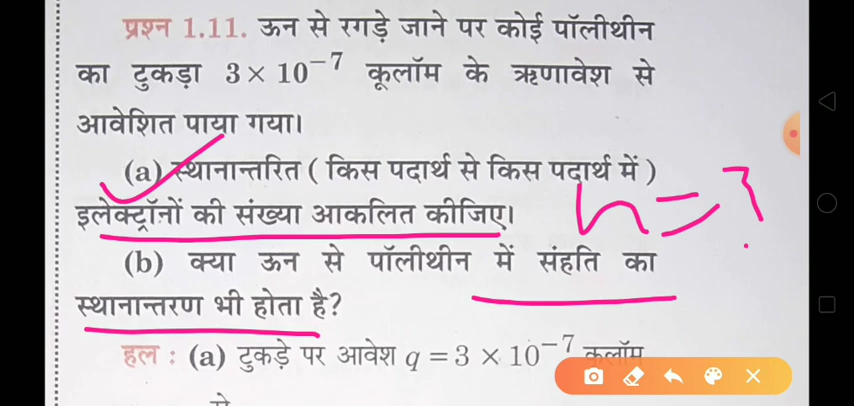 प्रश्न 1.11. ऊन से रगड़े जाने पर कोई पॉलीथीन
का टुकड़ा 3 × 10⁻⁷ कूलॉम के ऋणावेश से
आवेशित पाया गया।
(a) स्थानान्तरित ( किस पदार्थ से किस पदार्थ में )
इलेक्ट्रॉनों की संख्या आकलित कीजिए।
n = ?
(b) क्या ऊन से पॉलीथीन में संहति का
स्थानान्तरण भी होता है?
हल : (a) टुकड़े पर आवेश q = 3 × 10⁻⁷ कूलॉम
से